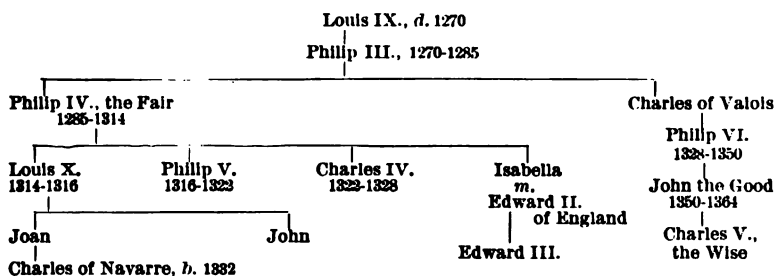 Louis IX., d. 1270
Philip III., 1270-1285
Philip IV., the Fair
1285-1314
Charles of Valois
Philip VI.
1328-1350
Louis X.
1314-1316
Philip V.
1316-1322
Charles IV.
1322-1328
Isabella
m.
Edward II.
of England
John the Good
1350-1364
Joan
John
Edward III.
Charles V.,
the Wise
Charles of Navarre, b. 1332